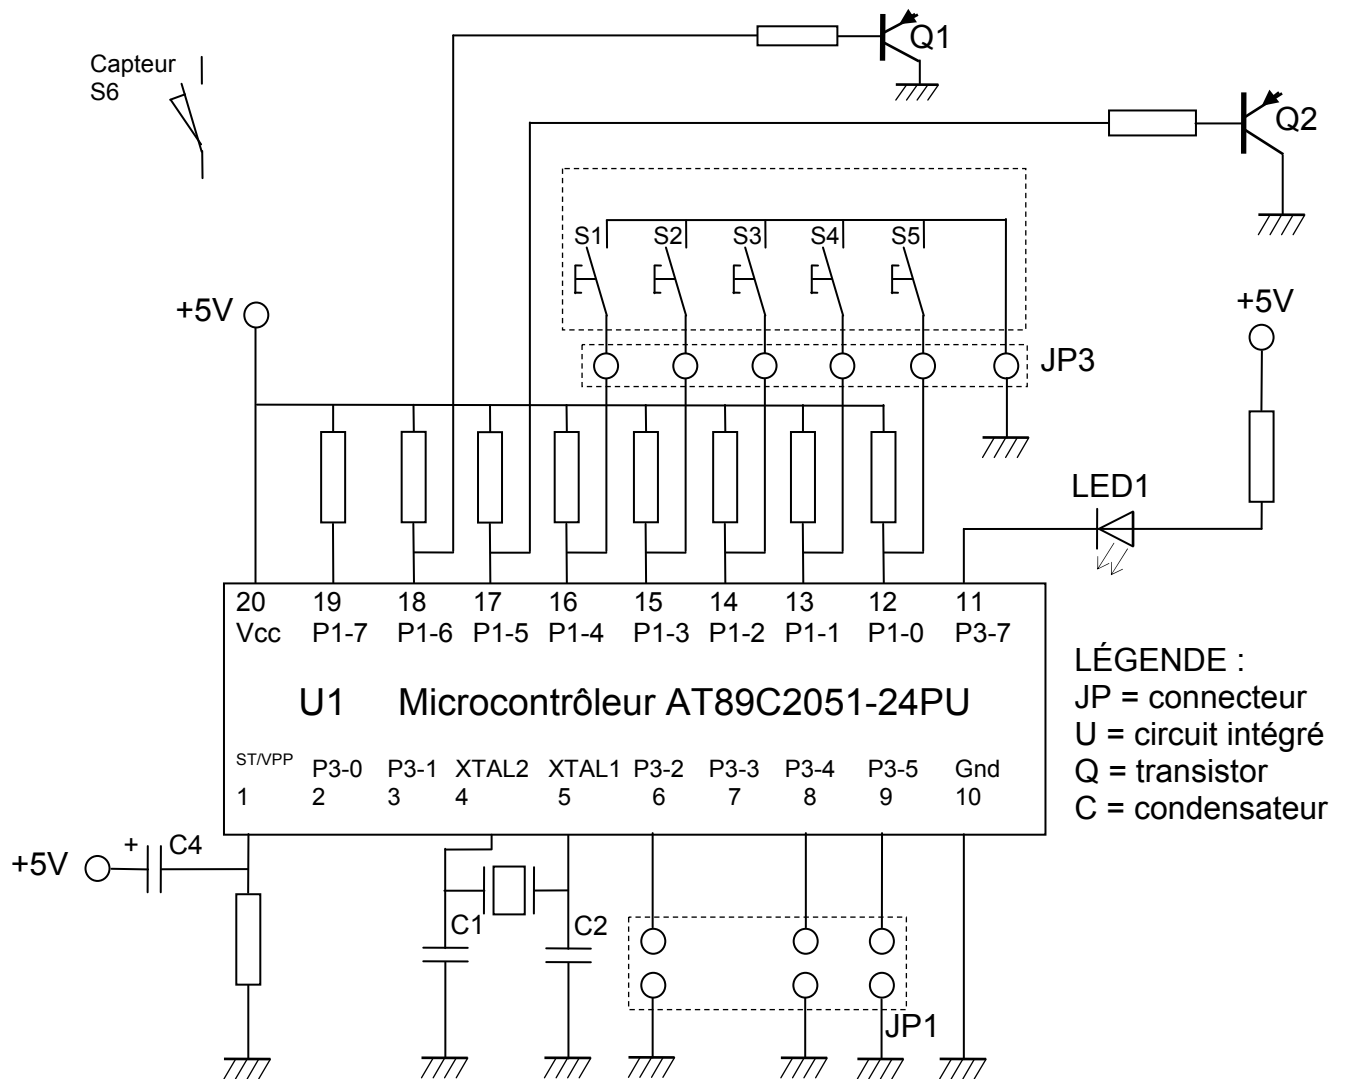 Capteur
S6
Q1
Q2
S1 S2 S3 S4 S5
+5V
+5V
JP3
LED1
20 19 18 17 16 15 14 13 12 11
Vcc P1-7 P1-6 P1-5 P1-4 P1-3 P1-2 P1-1 P1-0 P3-7
U1 Microcontrôleur AT89C2051-24PU
ST/VPP P3-0 P3-1 XTAL2 XTAL1 P3-2 P3-3 P3-4 P3-5 Gnd
1 2 3 4 5 6 7 8 9 10
LÉGENDE :
JP = connecteur
U = circuit intégré
Q = transistor
C = condensateur
+5V
+ C4
C1
C2
JP1